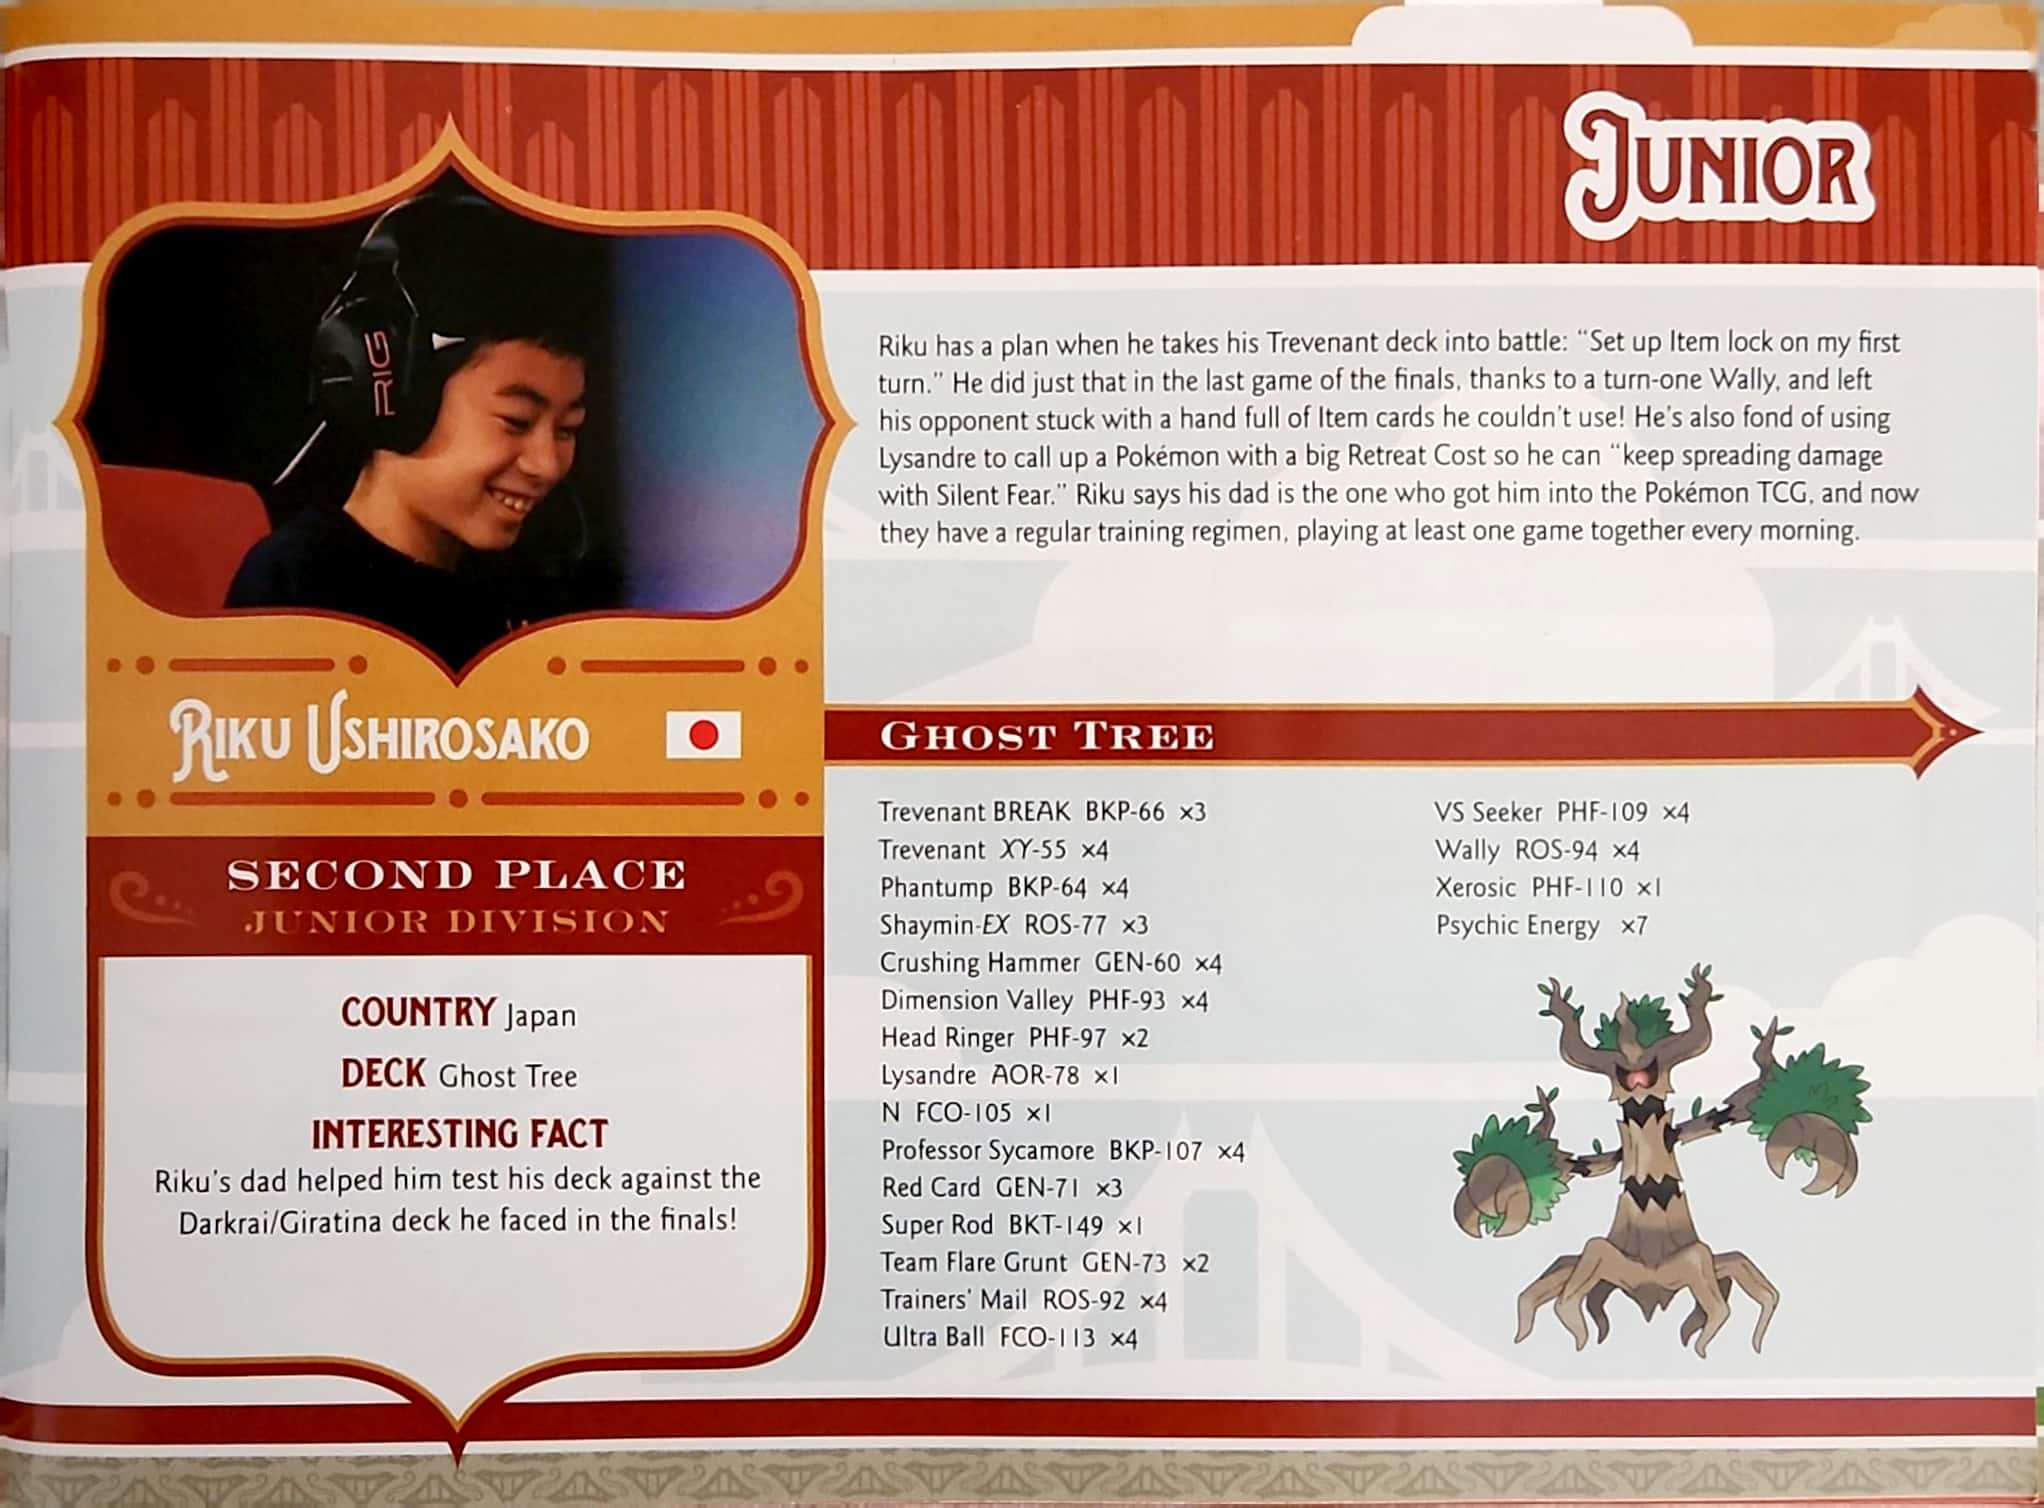 JUNIOR
RIG
Riku has a plan when he takes his Trevenant deck into battle: “Set up Item lock on my first
turn.” He did just that in the last game of the finals, thanks to a turn-one Wally, and left
his opponent stuck with a hand full of Item cards he couldn't use! He's also fond of using
Lysandre to call up a Pokémon with a big Retreat Cost so he can “keep spreading damage
with Silent Fear.” Riku says his dad is the one who got him into the Pokémon TCG, and now
they have a regular training regimen, playing at least one game together every morning.
RIKU USHIROSAKO
SECOND PLACE
JUNIOR DIVISION
COUNTRY Japan
DECK Ghost Tree
INTERESTING FACT
Riku's dad helped him test his deck against the
Darkrai/Giratina deck he faced in the finals!
GHOST TREE
Trevenant BREAK BKP-66 ×3
Trevenant XY-55 ×4
Phantump BKP-64 ×4
Shaymin-EX ROS-77 ×3
Crushing Hammer GEN-60 ×4
Dimension Valley PHF-93 ×4
Head Ringer PHF-97 ×2
Lysandre AOR-78 ×1
N FCO-105 ×1
Professor Sycamore BKP-107 ×4
Red Card GEN-71 ×3
Super Rod BKT-149 ×1
Team Flare Grunt GEN-73 ×2
Trainers' Mail ROS-92 ×4
Ultra Ball FCO-113 ×4
VS Seeker PHF-109 ×4
Wally ROS-94 ×4
Xerosic PHF-110 ×1
Psychic Energy ×7